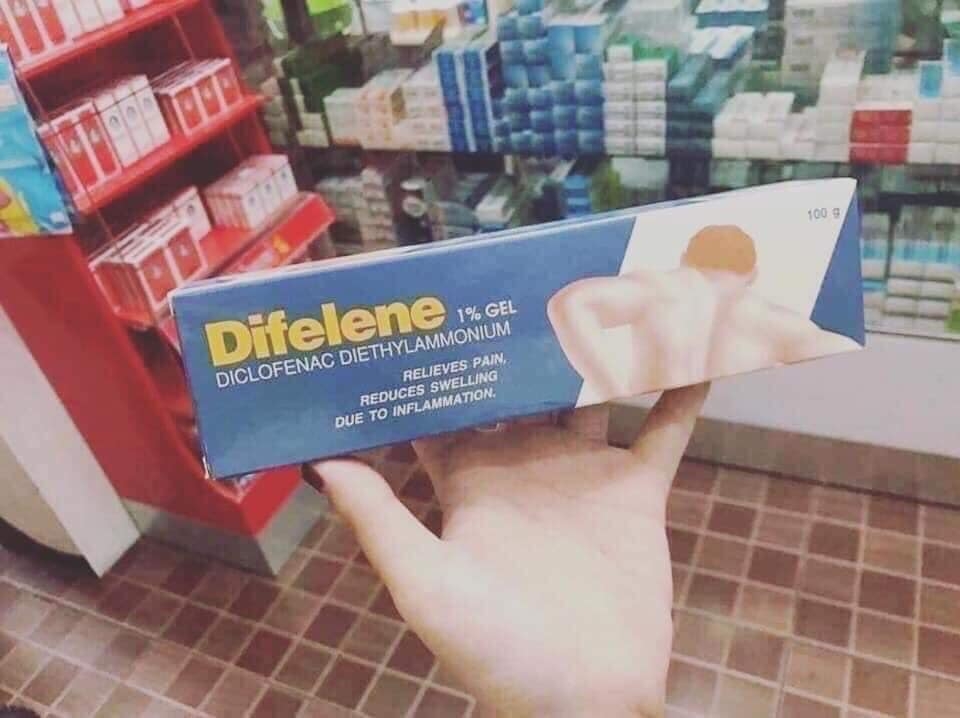 Difelene 1% GEL
DICLOFENAC DIETHYLAMMONIUM
RELIEVES PAIN,
REDUCES SWELLING
DUE TO INFLAMMATION.
100 g